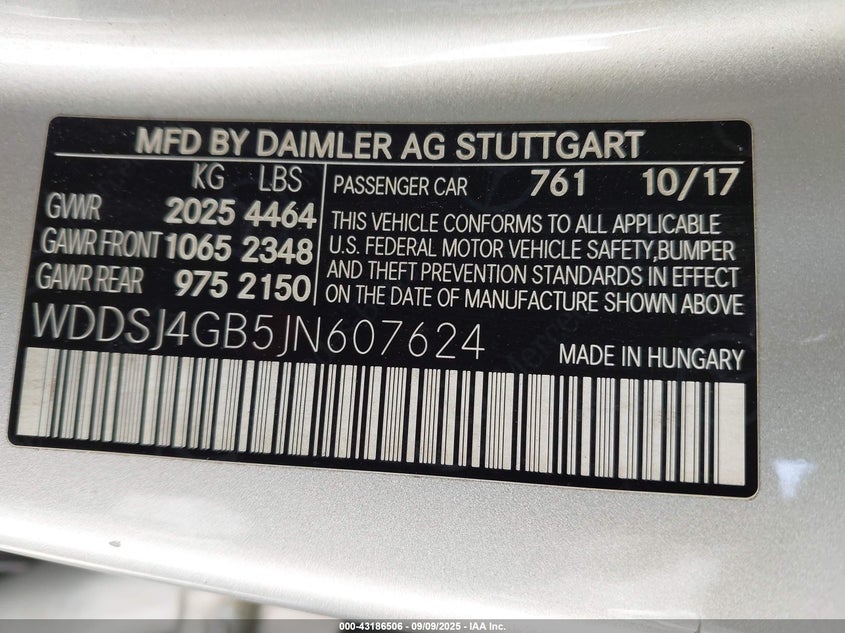 MFD BY DAIMLER AG STUTTGART
KG LBS
GVWR 2025 4464
GAWR FRONT 1065 2348
GAWR REAR 975 2150
PASSENGER CAR 761 10/17
THIS VEHICLE CONFORMS TO ALL APPLICABLE
U.S. FEDERAL MOTOR VEHICLE SAFETY,BUMPER
AND THEFT PREVENTION STANDARDS IN EFFECT
ON THE DATE OF MANUFACTURE SHOWN ABOVE
WDDSJ4GB5JN607624
MADE IN HUNGARY
000-43186506 - 09/09/2025 - IAA Inc.